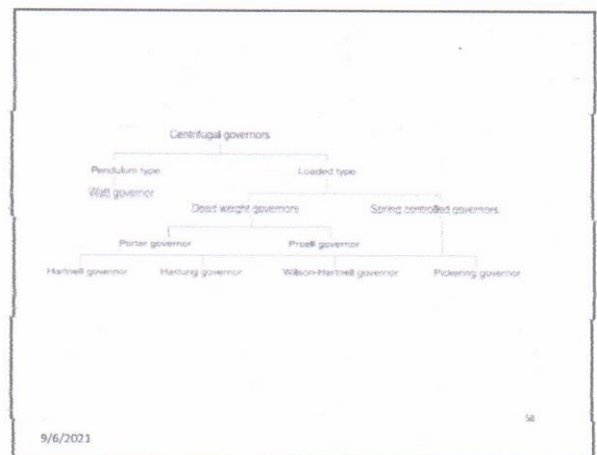 Centrifugal governors
Pendulum type Loaded type
Watt governor
Dead weight governors Spring controlled governors
Porter governor Proell governor
Hartnell governor Hartung governor Wilson-Hartnell governor Pickering governor
58
9/6/2021